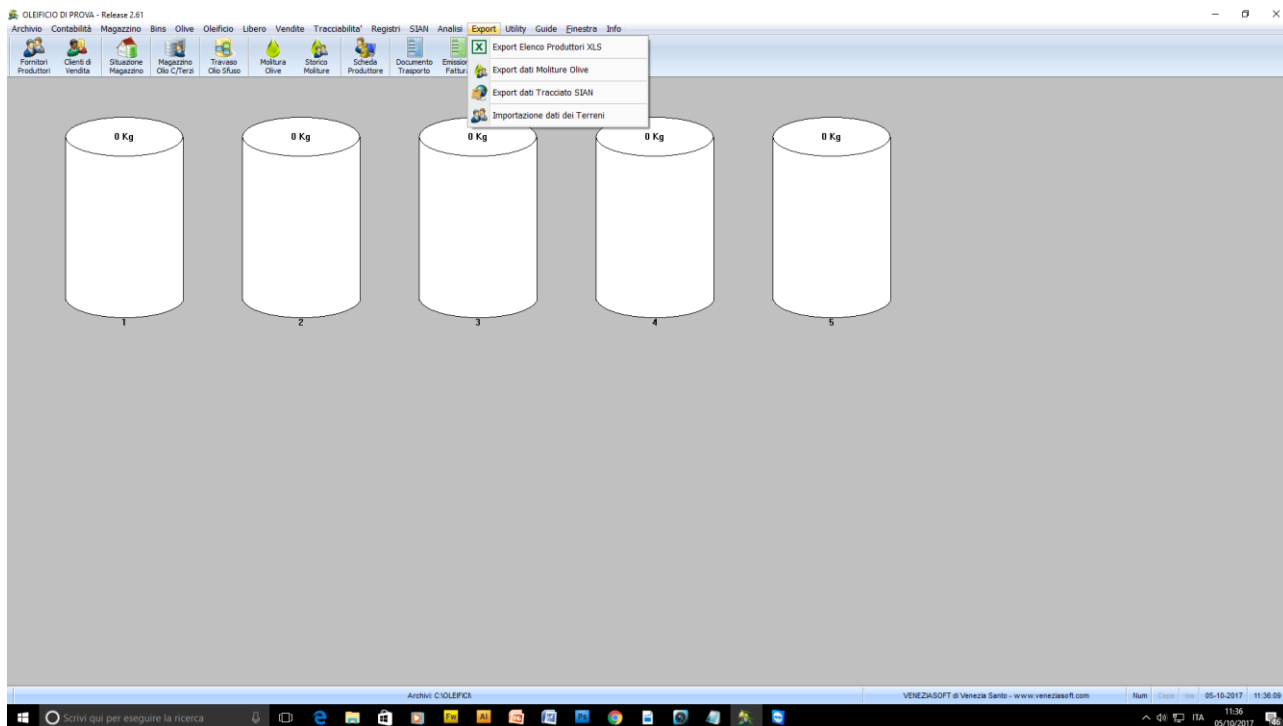 OLEIFICIO DI PROVA - Release 2.61
Archivio Contabilità Magazzino Bins Olive Oleificio Libero Vendite Tracciabilita' Registri SIAN Analisi Export Utility Guide Finestra Info
Fornitori Produttori
Clienti di Vendita
Situazione Magazzino
Magazzino Olio C/Terzi
Travaso Olio Sfuso
Molitura Olive
Storico Moliture
Scheda Produttore
Documento Trasporto
Export Elenco Produttori XLS
Export dati Moliture Olive
Export dati Tracciato SIAN
Importazione dati dei Terreni
0 Kg 0 Kg 0 Kg 0 Kg 0 Kg
1 2 3 4 5
Archivi: C:\OLEIFICI\ VENEZIASOFT di Venezia Santo - www.veneziasoft.com Num Caps Ins 05-10-2017 11:36:09
Scrivi qui per eseguire la ricerca
Fw
Ai
Ps
ITA
11:36
05/10/2017